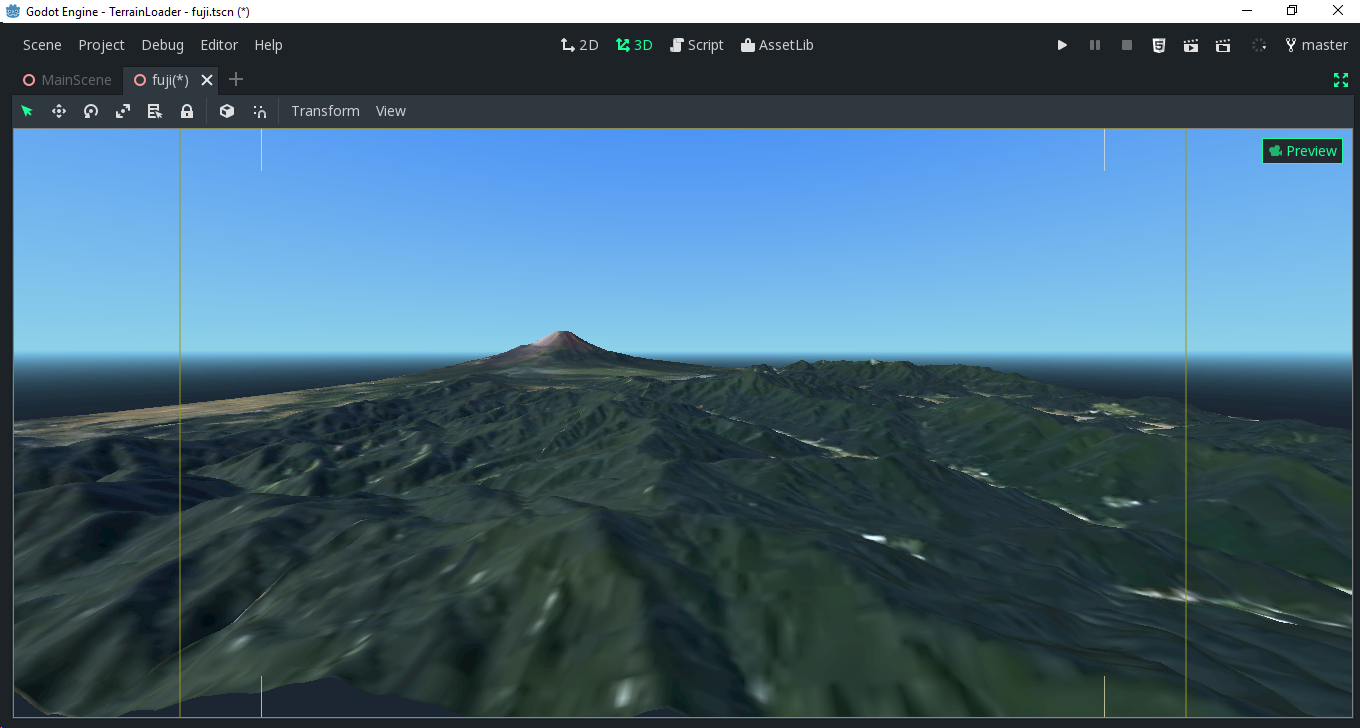 Godot Engine - TerrainLoader - fuji.tscn (*)
Scene Project Debug Editor Help 2D 3D Script AssetLib master
MainScene fuji(*)
Transform View
Preview